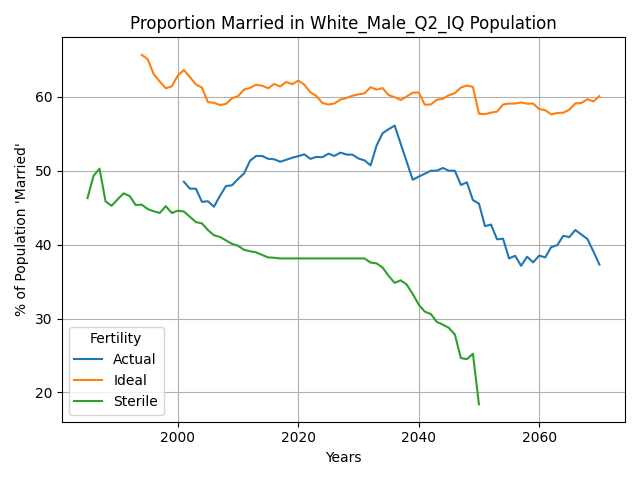 Proportion Married in White_Male_Q2_IQ Population
% of Population 'Married'
60
50
40
30
20
Fertility
Actual
Ideal
Sterile
2000 2020 2040 2060
Years